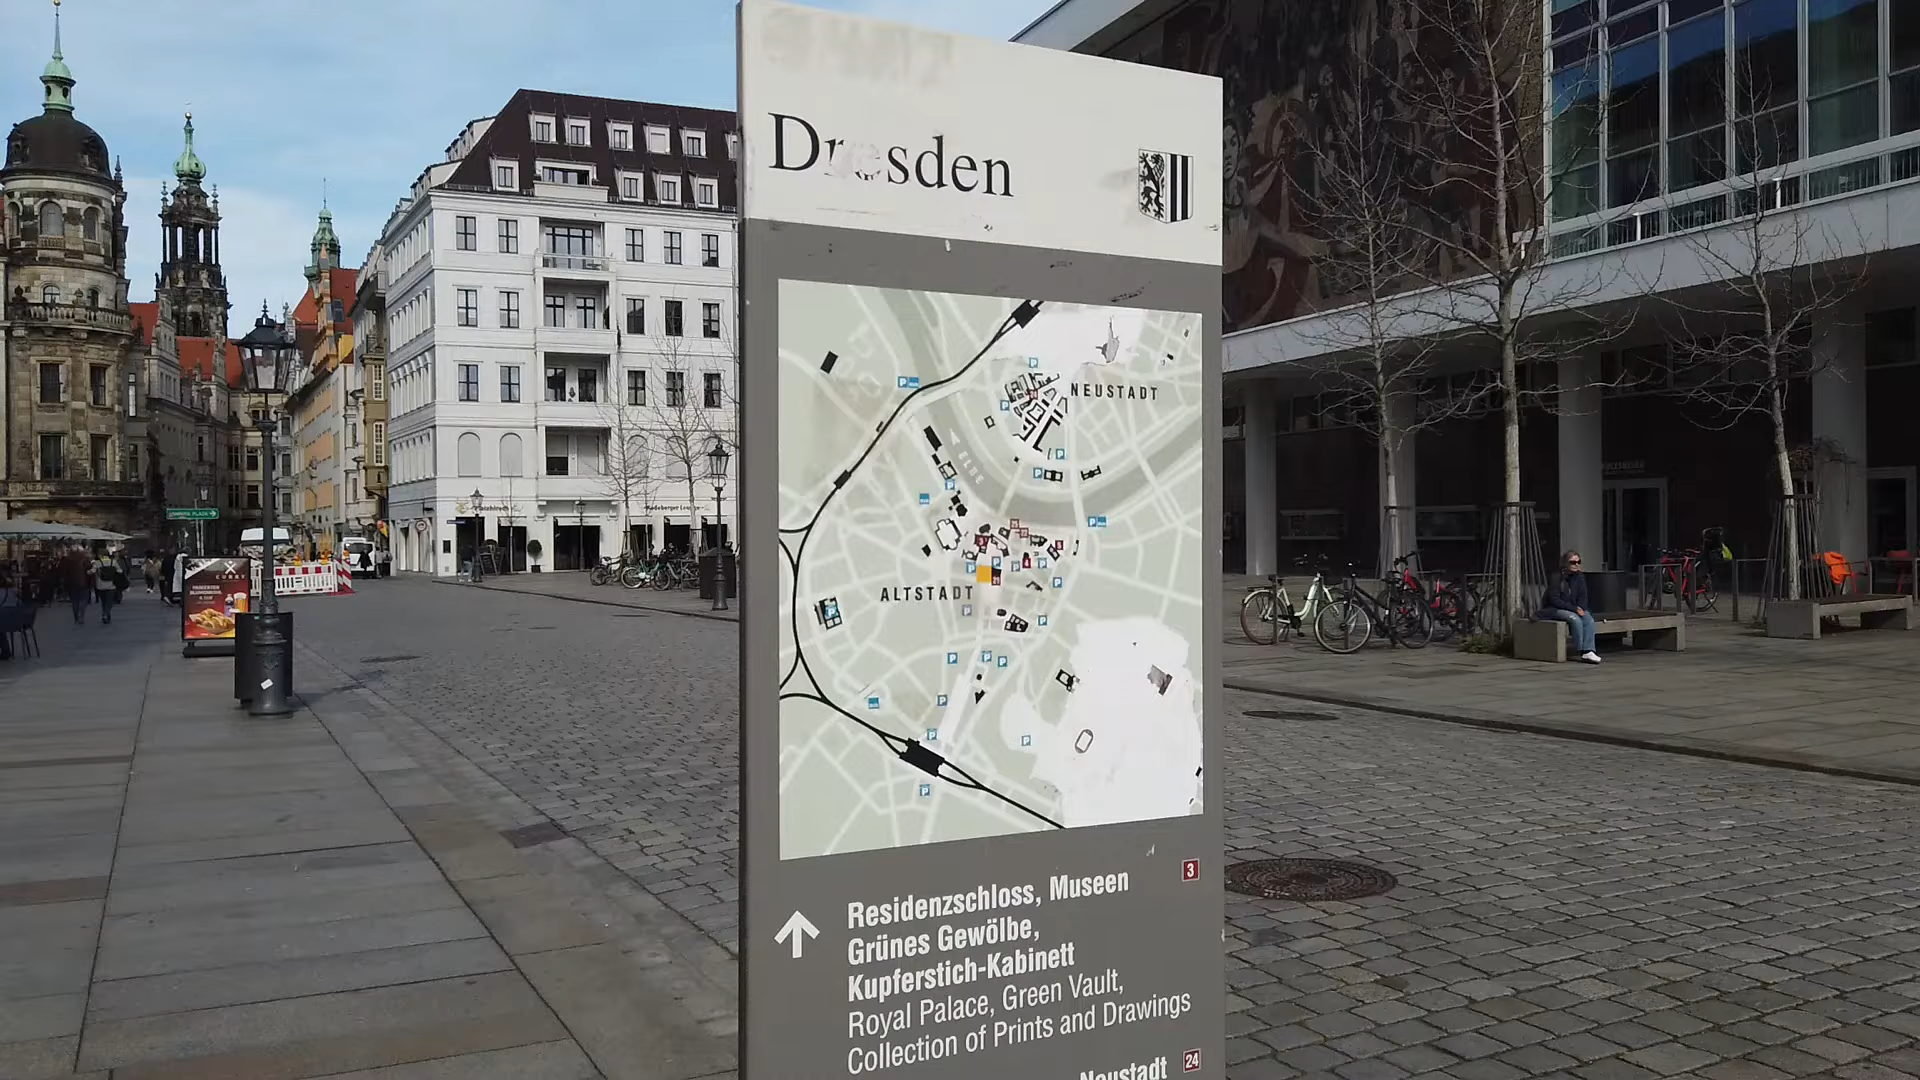 Dresden
NEUSTADT
ELBE
ALTSTADT
3
Residenzschloss, Museen
Grünes Gewölbe,
Kupferstich-Kabinett
Royal Palace, Green Vault,
Collection of Prints and Drawings
24
Neustadt